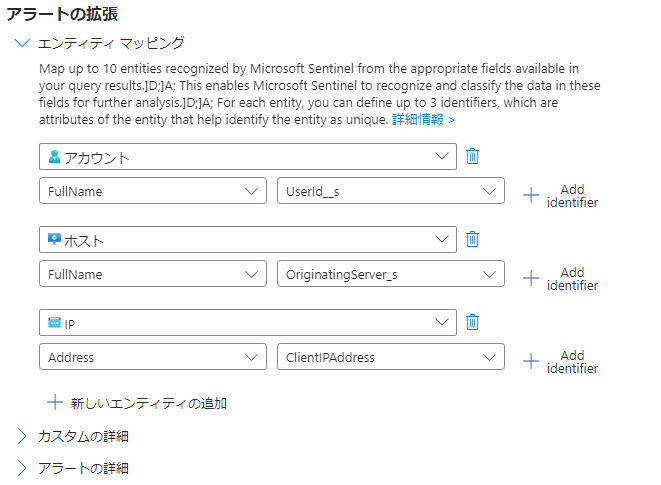 アラートの拡張
エンティティ マッピング
Map up to 10 entities recognized by Microsoft Sentinel from the appropriate fields available in
your query results.]D;]A; This enables Microsoft Sentinel to recognize and classify the data in these
fields for further analysis.]D;]A; For each entity, you can define up to 3 identifiers, which are
attributes of the entity that help identify the entity as unique. 詳細情報 >
アカウント
FullName UserId__s Add identifier
ホスト
FullName OriginatingServer_s Add identifier
IP
Address ClientIPAddress Add identifier
新しいエンティティの追加
カスタムの詳細
アラートの詳細